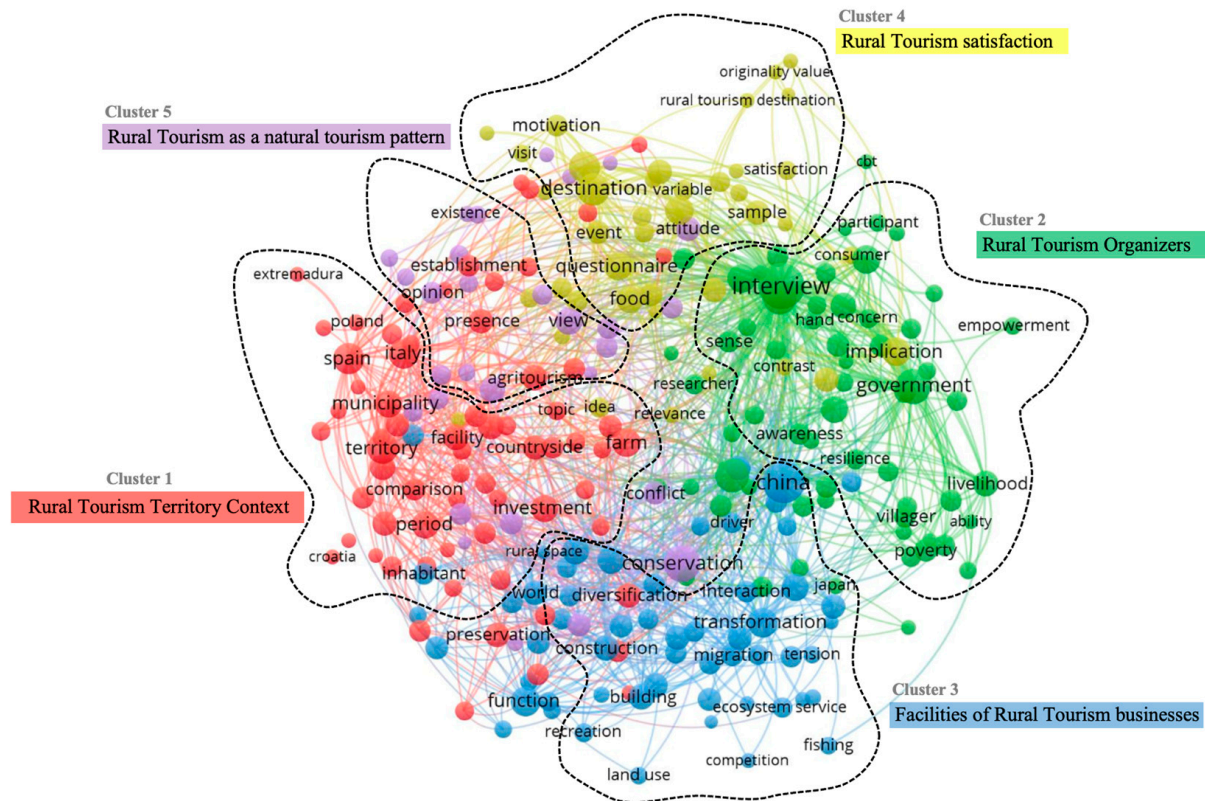 Cluster 4
Rural Tourism satisfaction
originality value
rural tourism destination
Cluster 5
Rural Tourism as a natural tourism pattern
motivation
visit
satisfaction
cbt
destination
variable
existence
sample
participant
Cluster 2
Rural Tourism Organizers
event
attitude
consumer
establishment
questionnaire
extremadura
opinion
interview
food
poland
presence
view
hand
concern
empowerment
sense
spain
italy
contrast
implication
agritourism
researcher
government
municipality
topic
idea
relevance
territory
facility
countryside
farm
awareness
resilience
Cluster 1
Rural Tourism Territory Context
comparison
conflict
china
livelihood
period
investment
driver
villager
ability
croatia
rural space
poverty
inhabitant
conservation
world
diversification
interaction
japan
preservation
transformation
construction
migration
tension
Cluster 3
Facilities of Rural Tourism businesses
function
building
ecosystem service
recreation
fishing
competition
land use